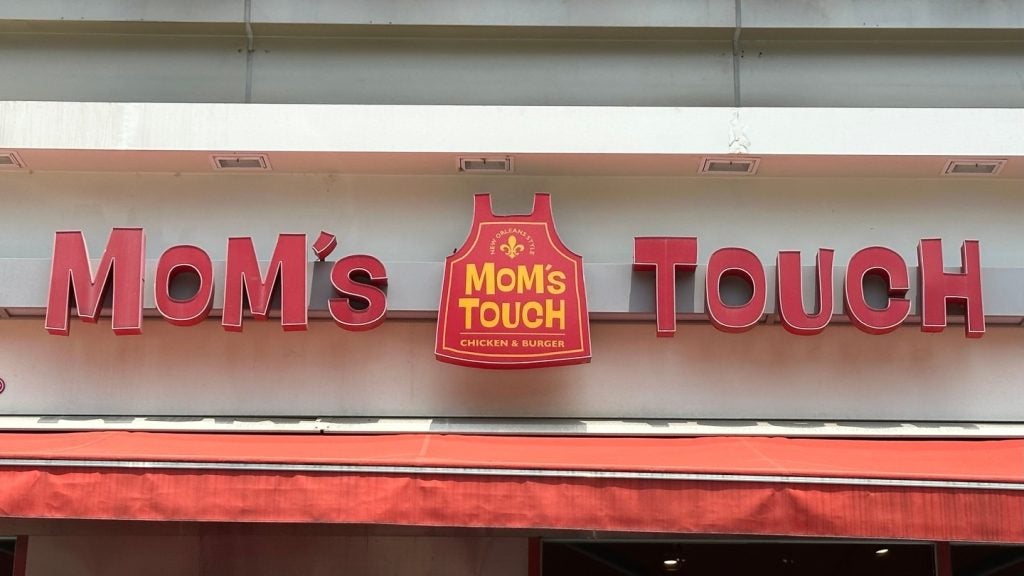 MOM's
NEW ORLEANS STYLE
MOM'S
TOUCH
CHICKEN & BURGER
TOUCH